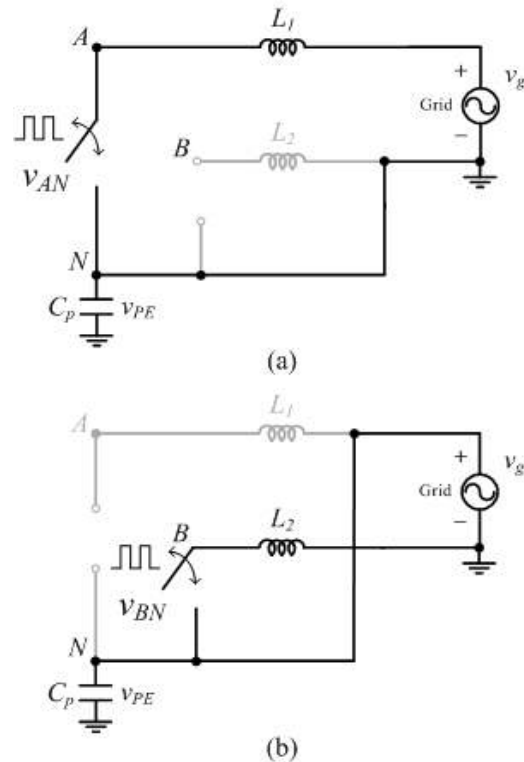 A
L1
+
vg
Grid
−
B
L2
vAN
N
Cp
vPE
(a)
A
L1
+
vg
Grid
−
B
L2
vBN
N
Cp
vPE
(b)